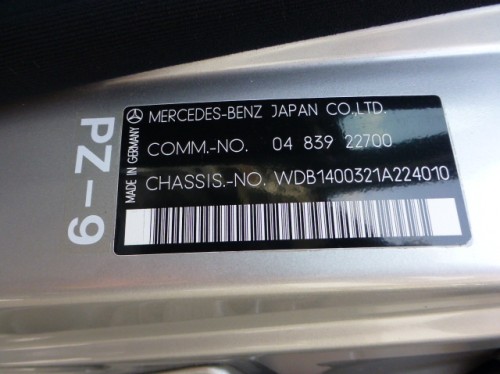 MERCEDES-BENZ JAPAN CO.,LTD.
COMM.-NO. 04 839 22700
CHASSIS.-NO. WDB1400321A224010
MADE IN GERMANY
PZ-9